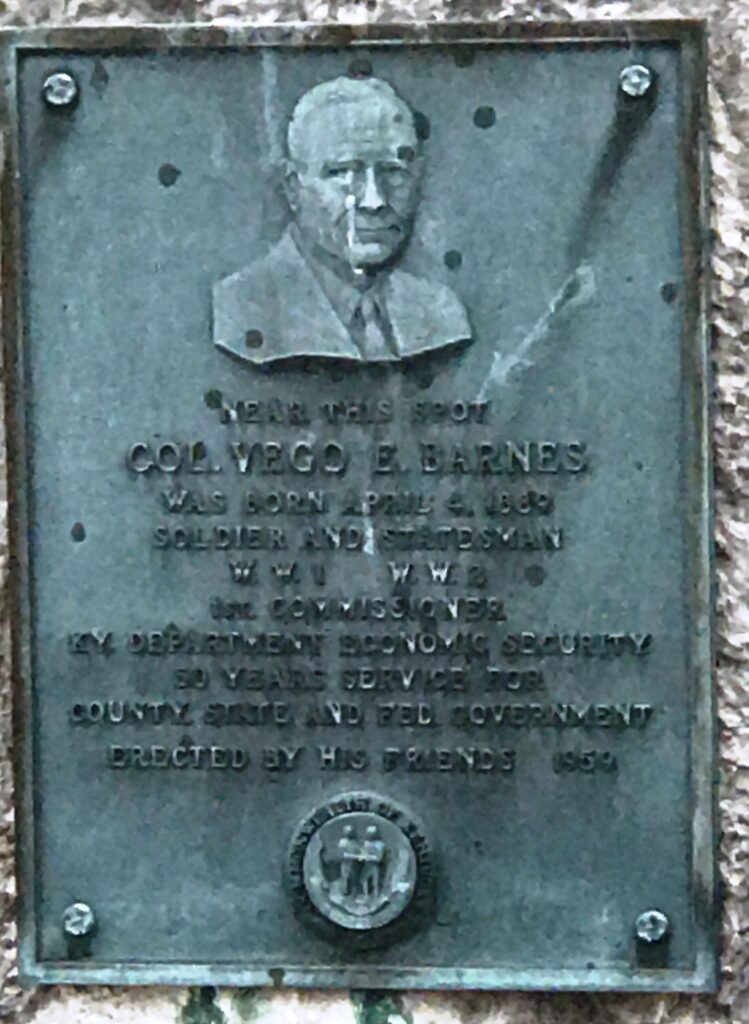 NEAR THIS SPOT
COL. VEGO E. BARNES
WAS BORN APRIL 4, 1889
SOLDIER AND STATESMAN
W. W. 1 W. W. 2
1st. COMMISSIONER
KY. DEPARTMENT ECONOMIC SECURITY
50 YEARS SERVICE FOR
COUNTY, STATE AND FED. GOVERNMENT
ERECTED BY HIS FRIENDS 1959